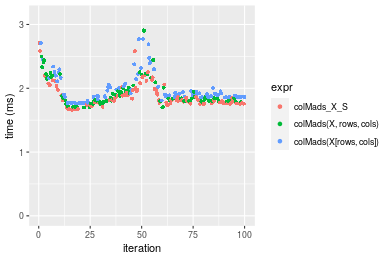 3
2
1
0
time (ms)
0
25
50
75
100
iteration
expr
colMads_X_S
colMads(X, rows, cols)
colMads(X[rows, cols])